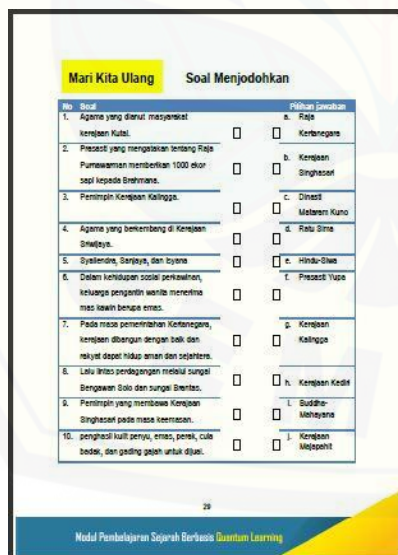 Mari Kita Ulang
Soal Menjodohkan
No Soal Pilihan jawaban
1. Agama yang dianut masyarakat
kerajaan Kutai.
a. Raja
Kertanegara
2. Prasasti yang mengatakan tentang Raja
Purnawarman memberikan 1000 ekor
sapi kepada Brahmana.
b. Kerajaan
Singhasari
3. Pemimpin Kerajaan Kalingga.
c. Dinasti
Mataram Kuno
4. Agama yang berkembang di Kerajaan
Sriwijaya.
d. Ratu Sima
5. Syailendra, Sanjaya, dan Isyana
e. Hindu-Siwa
6. Dalam kehidupan sosial perkawinan,
keluarga pengantin wanita menerima
mas kawin berupa emas.
f. Prasasti Yupa
7. Pada masa pemerintahan Kertanegara,
kerajaan dibangun dengan baik dan
rakyat dapat hidup aman dan sejahtera.
g. Kerajaan
Kalingga
8. Lalu lintas perdagangan melalui sungai
Bengawan Solo dan sungai Brantas.
h. Kerajaan Kediri
9. Pemimpin yang membawa Kerajaan
Singhasari pada masa keemasan.
i. Buddha-
Mahayana
10. penghasil kulit penyu, emas, perak, cula
badak, dan gading gajah untuk dijual.
j. Kerajaan
Majapahit
29
Modul Pembelajaran Sejarah Berbasis Quantum Learning